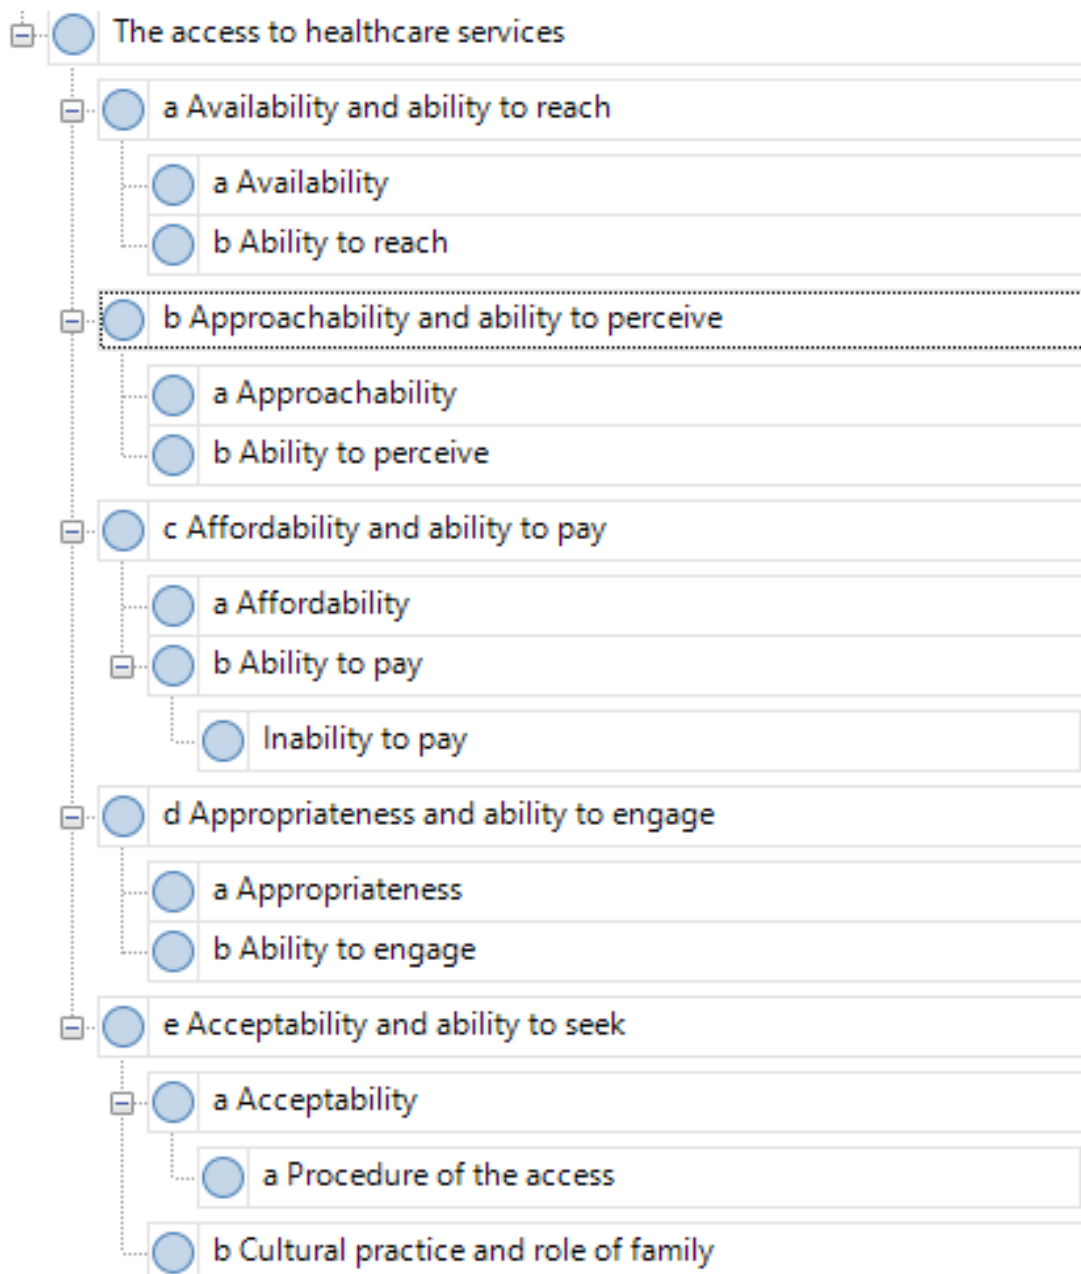 The access to healthcare services
a Availability and ability to reach
a Availability
b Ability to reach
b Approachability and ability to perceive
a Approachability
b Ability to perceive
c Affordability and ability to pay
a Affordability
b Ability to pay
Inability to pay
d Appropriateness and ability to engage
a Appropriateness
b Ability to engage
e Acceptability and ability to seek
a Acceptability
a Procedure of the access
b Cultural practice and role of family